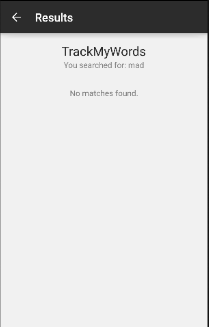 Results
TrackMyWords
You searched for: mad
No matches found.